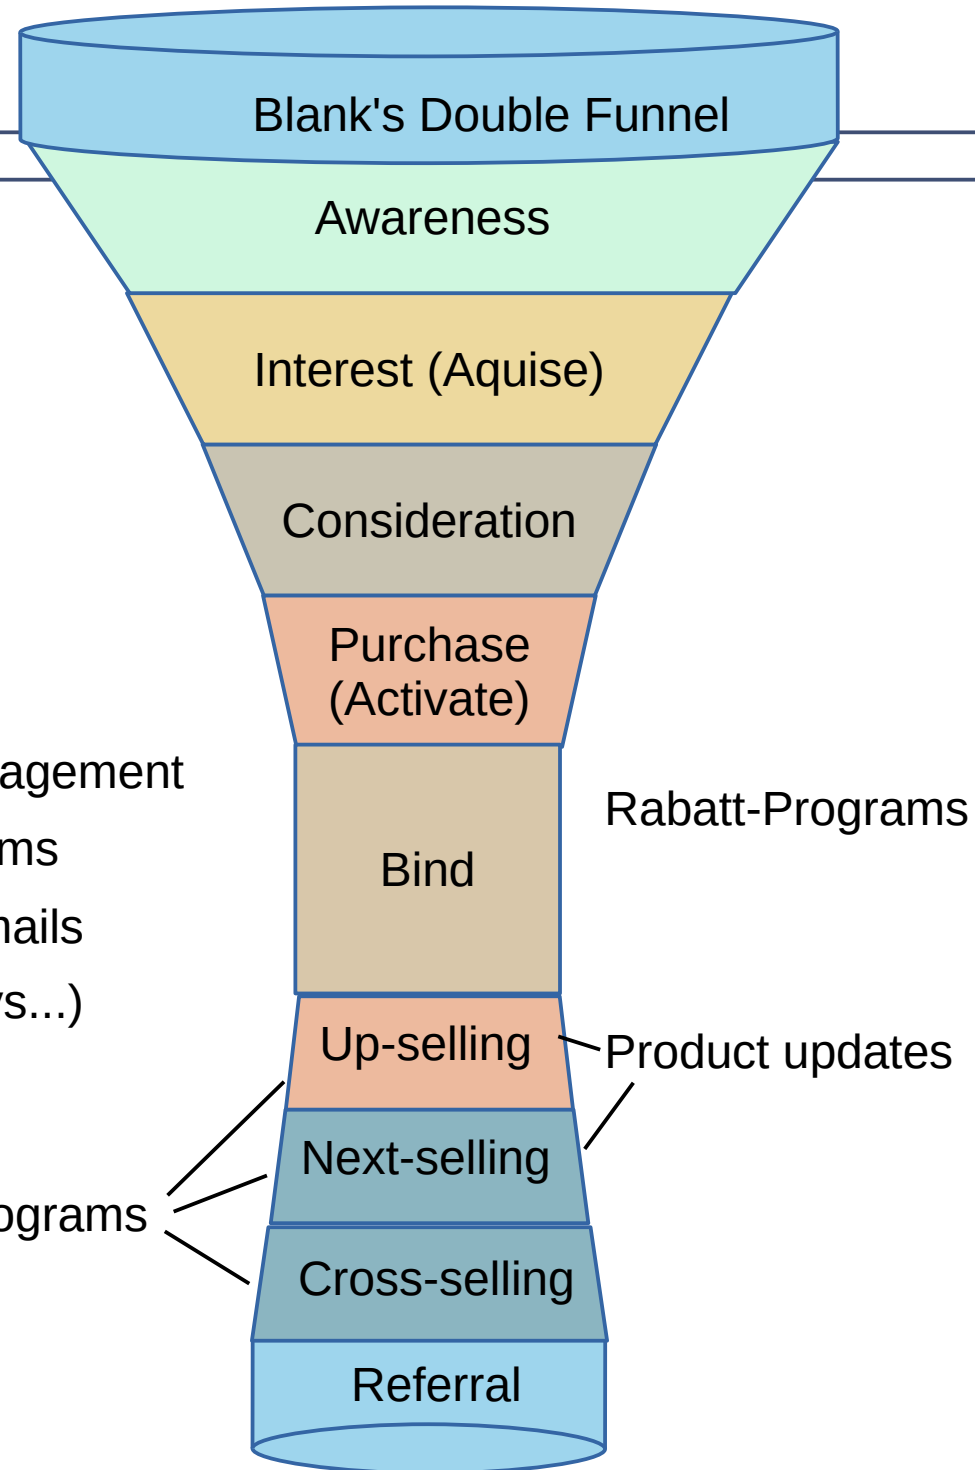 Blank's Double Funnel
Awareness
Interest (Aquise)
Consideration
Purchase
(Activate)
agement
Rabatt-Programs
ms
Bind
nails
s...)
Up-selling
Product updates
Next-selling
ograms
Cross-selling
Referral